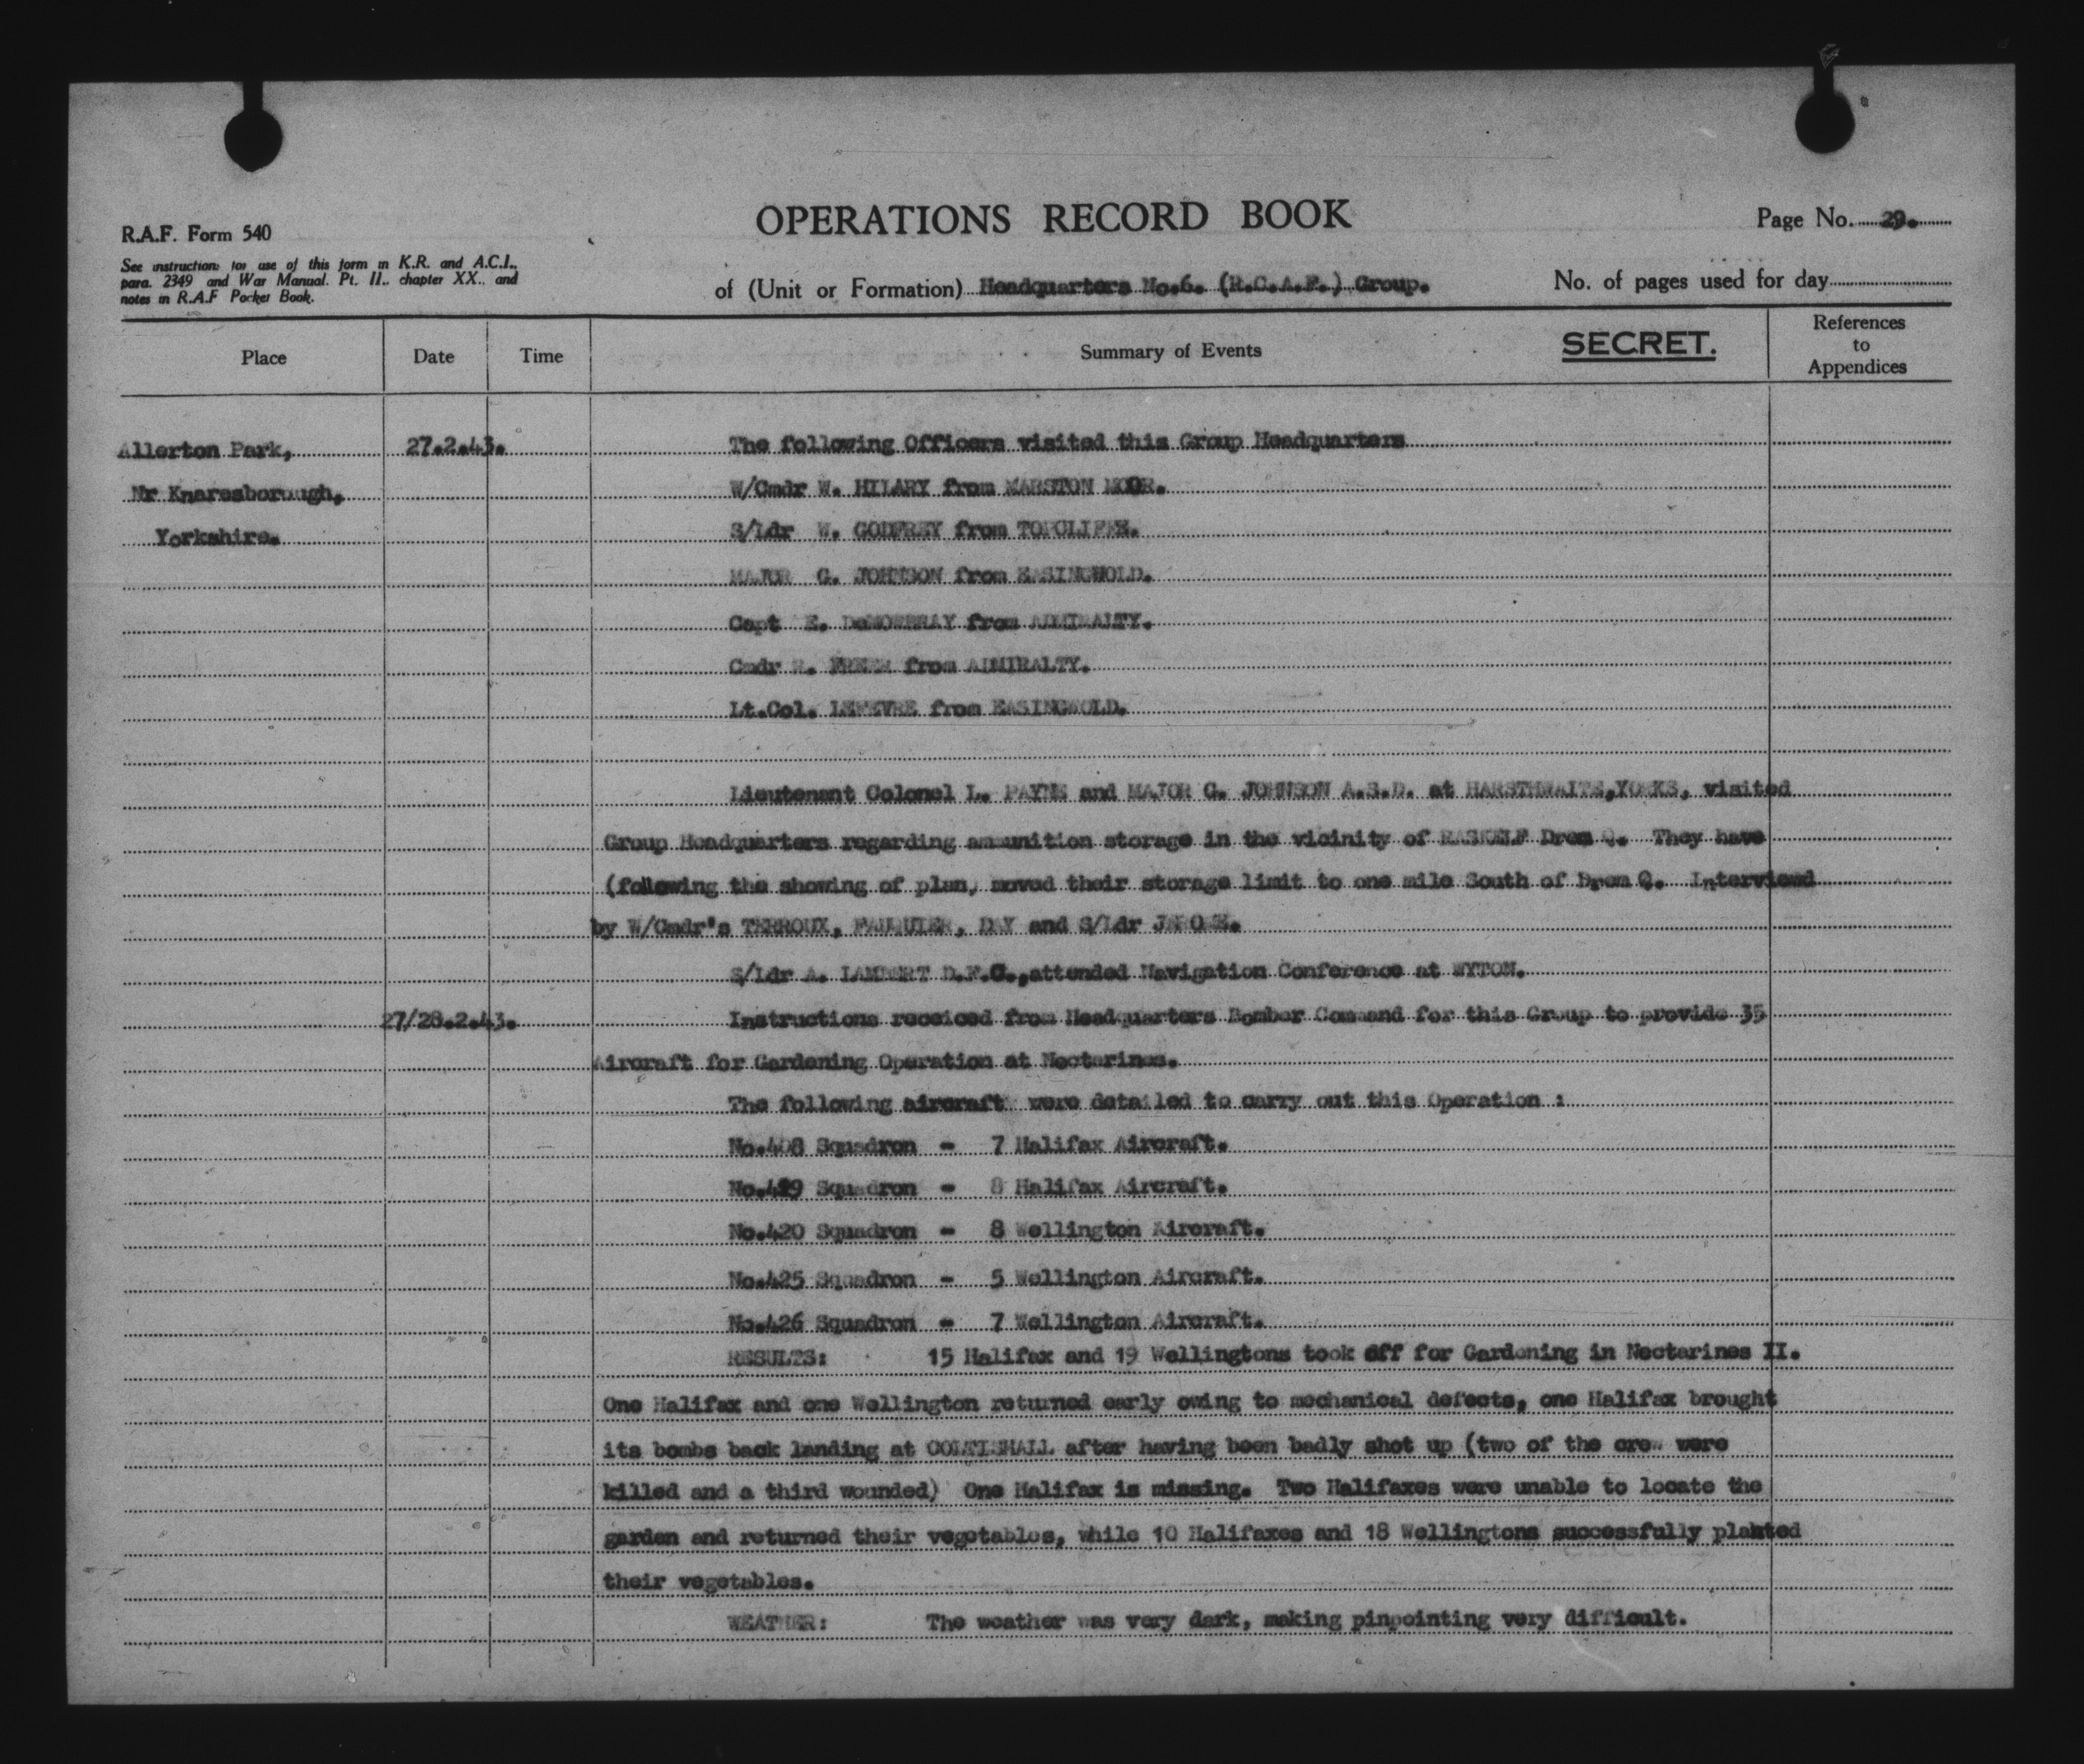 OPERATIONS RECORD BOOK
Page No. 29.
R.A.F. Form 540
See instructions for use of this form in K.R. and A.C.I.,
para. 2349 and War Manual. Pt. II.. chapter XX.. and
notes in R.A.F Pocket Book.
of (Unit or Formation) Headquarters No.6. (R.C.A.F.) Group.
No. of pages used for day
Place
Date
Time
Summary of Events
SECRET.
References
to
Appendices
Allerton Park,
27.2.43.
The following Officers visited this Group Headquarters
Nr Knaresborough,
W/Cmdr W. HILARY from MARSTON MOOR.
Yorkshire.
S/Ldr W. GODFREY from TOPCLIFFE.
MAJOR G. JOHNSON from EASINGWOLD.
Capt E. DeMOWBRAY from ADMIRALTY.
Cmdr from ADMIRALTY.
Lt.Col. LEFEVRE from EASINGWOLD.
Lieutenant Colonel L. PAYNE and MAJOR G. JOHNSON A.S.D. at YORKS, visited
Group Headquarters regarding ammunition storage in the vicinity of RASKELF Drem Q. They have
(following the showing of plan, moved their storage limit to one mile South of Drem Q. Interviewd
by W/Cmdr's TERROUX, FAUQUIER, DAY and S/Ldr
S/Ldr A. LAMBERT D.F.C.,attended Navigation Conference at WYTON.
27/28.2.43.
Instructions receiced from Headquarters Bomber Command for this Group to provide 35
Aircraft for Gardening Operation at Nectarines.
The following aircraft were detailed to carry out this Operation :
No.408 Squadron - 7 Halifax Aircraft.
No.419 Squadron - 8 Halifax Aircraft.
No.420 Squadron - 8 Wellington Aircraft.
No.425 Squadron - 5 Wellington Aircraft.
No.426 Squadron - 7 Wellington Aircraft.
RESULTS: 15 Halifax and 19 Wellingtons took off for Gardening in Nectarines II.
One Halifax and one Wellington returned early owing to mechanical defects, one Halifax brought
its bombs back landing at COLTISHALL after having been badly shot up (two of the crew were
killed and a third wounded) One Halifax is missing. Two Halifaxes were unable to locate the
garden and returned their vegetables, while 10 Halifaxes and 18 Wellingtons successfully planted
their vegetables.
WEATHER: The weather was very dark, making pinpointing very difficult.